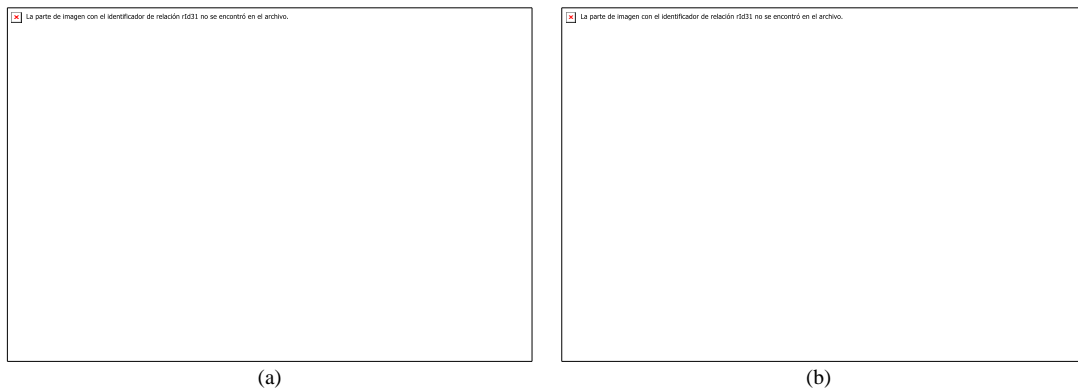 La parte de imagen con el identificador de relación rId31 no se encontró en el archivo.
La parte de imagen con el identificador de relación rId31 no se encontró en el archivo.
(a)
(b)